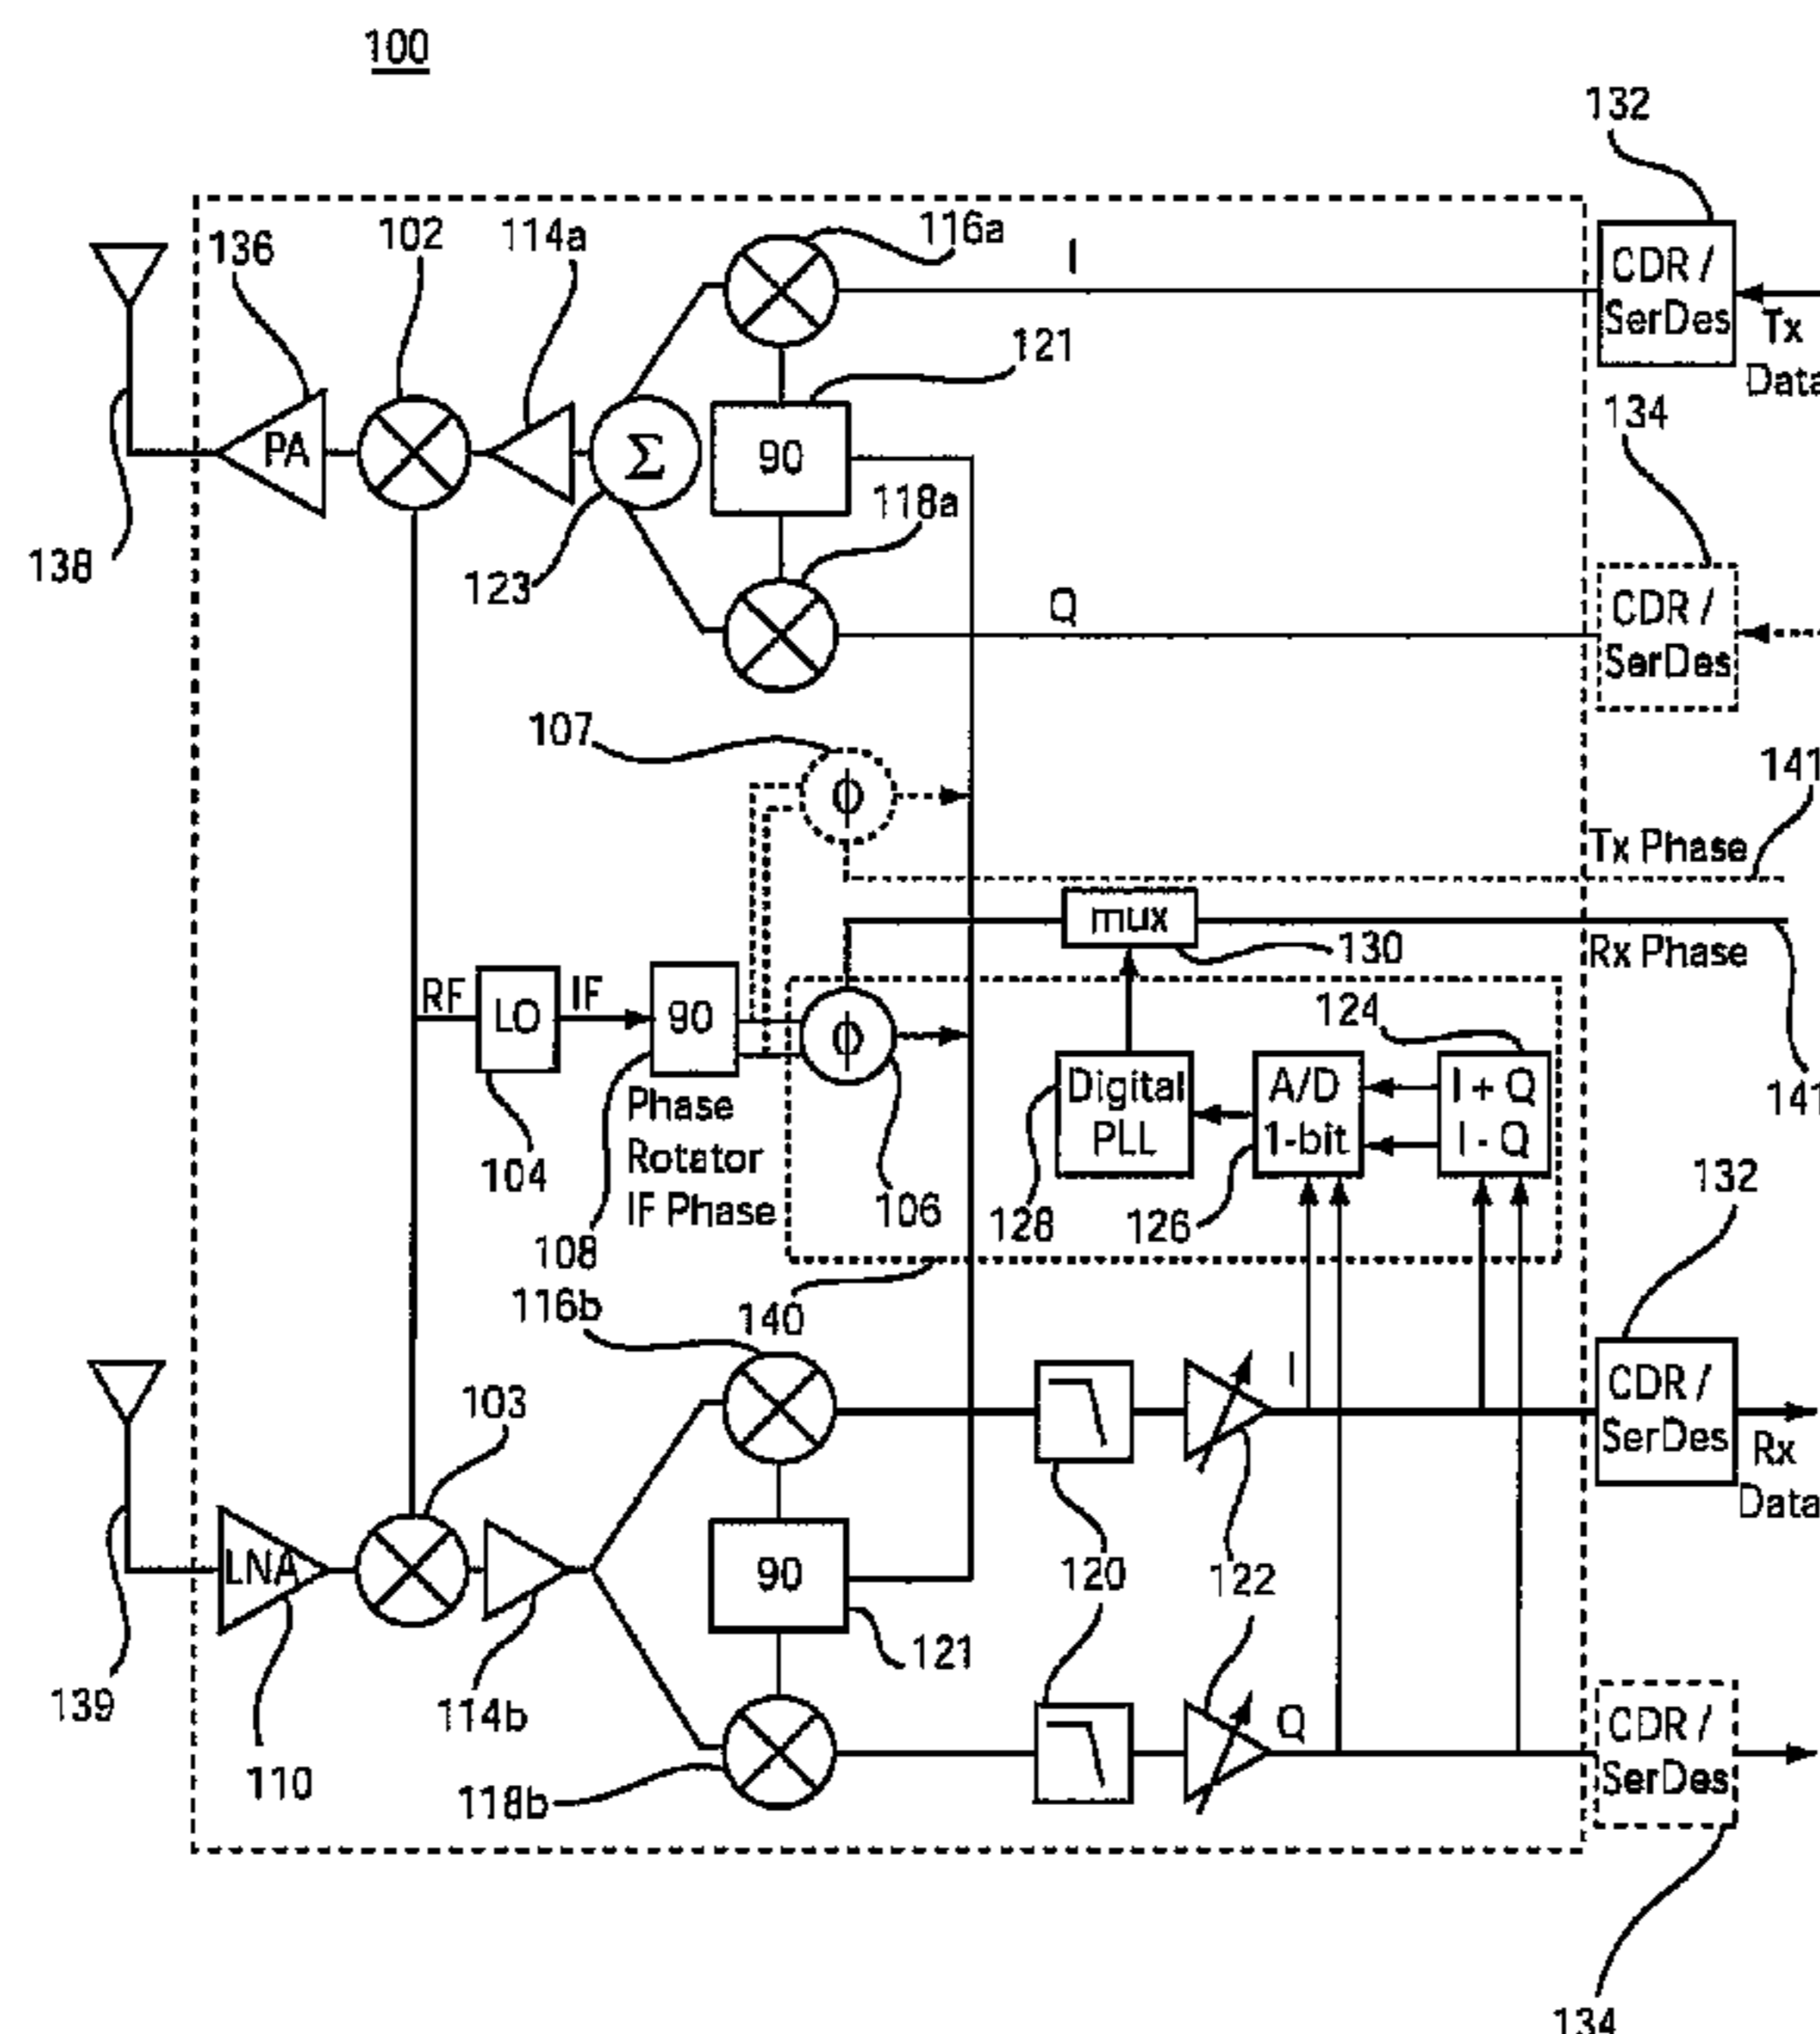 100
132
136
102
114a
116a
I
CDR /
SerDes
Tx
Data
121
134
PA
Σ
90
118a
138
123
Q
CDR /
SerDes
107
ϕ
141
Tx Phase
mux
130
Rx Phase
RF
LO
IF
90
ϕ
124
141
Digital
PLL
A/D
1-bit
I + Q
I - Q
104
Phase
Rotator
IF Phase
106
128
126
132
108
116b
140
103
I
CDR /
SerDes
Rx
Data
LNA
90
120
122
121
139
114b
Q
CDR /
SerDes
110
118b
134